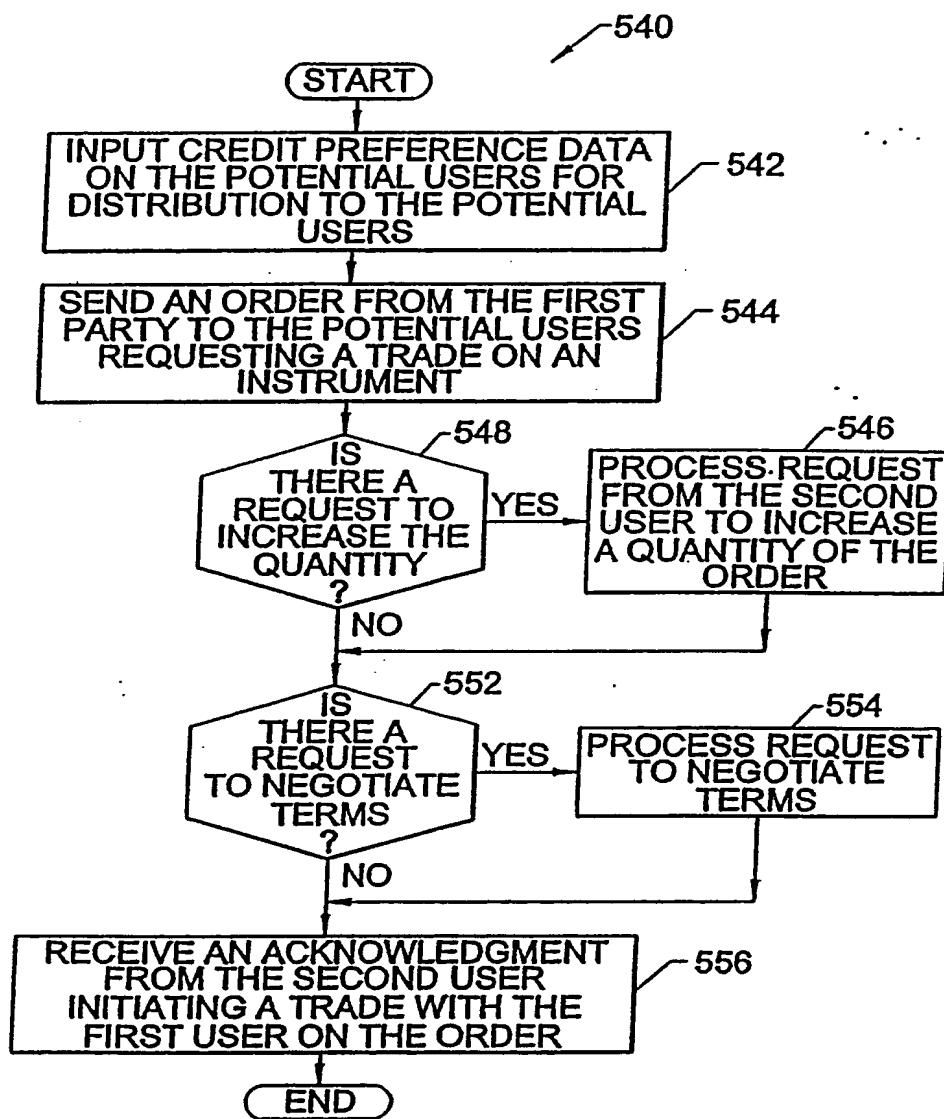 540
START
INPUT CREDIT PREFERENCE DATA
ON THE POTENTIAL USERS FOR
DISTRIBUTION TO THE POTENTIAL
USERS
542
SEND AN ORDER FROM THE FIRST
PARTY TO THE POTENTIAL USERS
REQUESTING A TRADE ON AN
INSTRUMENT
544
IS
THERE A
REQUEST TO
INCREASE THE
QUANTITY
?
548
YES
NO
PROCESS REQUEST
FROM THE SECOND
USER TO INCREASE
A QUANTITY OF THE
ORDER
546
IS
THERE A
REQUEST
TO NEGOTIATE
TERMS
?
552
YES
NO
PROCESS REQUEST
TO NEGOTIATE
TERMS
554
RECEIVE AN ACKNOWLEDGMENT
FROM THE SECOND USER
INITIATING A TRADE WITH THE
FIRST USER ON THE ORDER
556
END